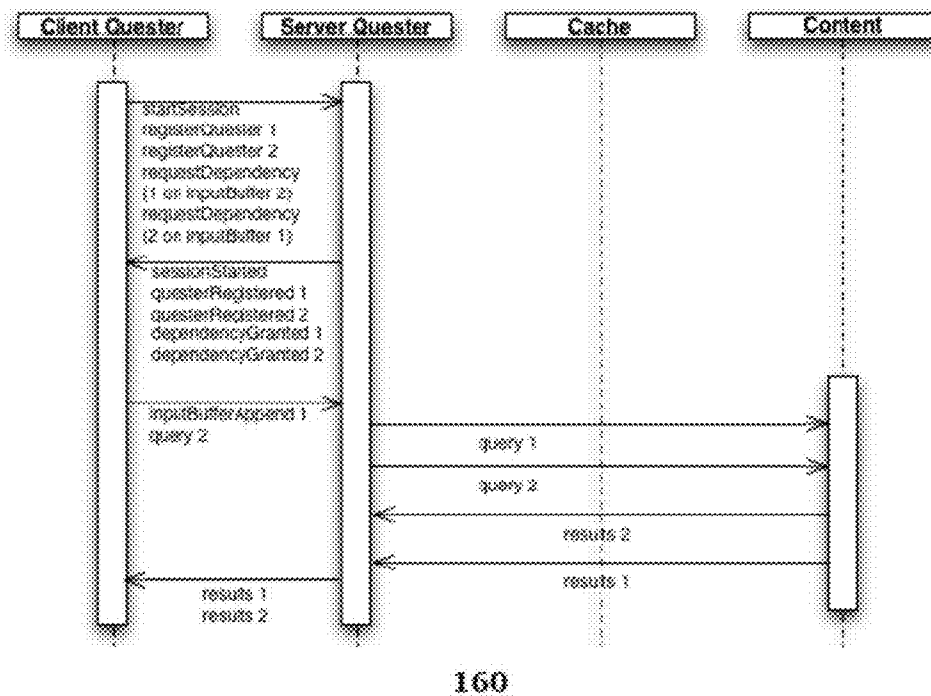 Client Quester Server Quester Cache Content
startSession
registerQuester 1
registerQuester 2
requestDependency
(1 on InputBuffer 2)
requestDependency
(2 on InputBuffer 1)
sessionStarted
questerRegistered 1
questerRegistered 2
dependencyGranted 1
dependencyGranted 2
inputBufferAppend 1
query 2
query 1
query 2
results 2
results 1
results 1
results 2
160